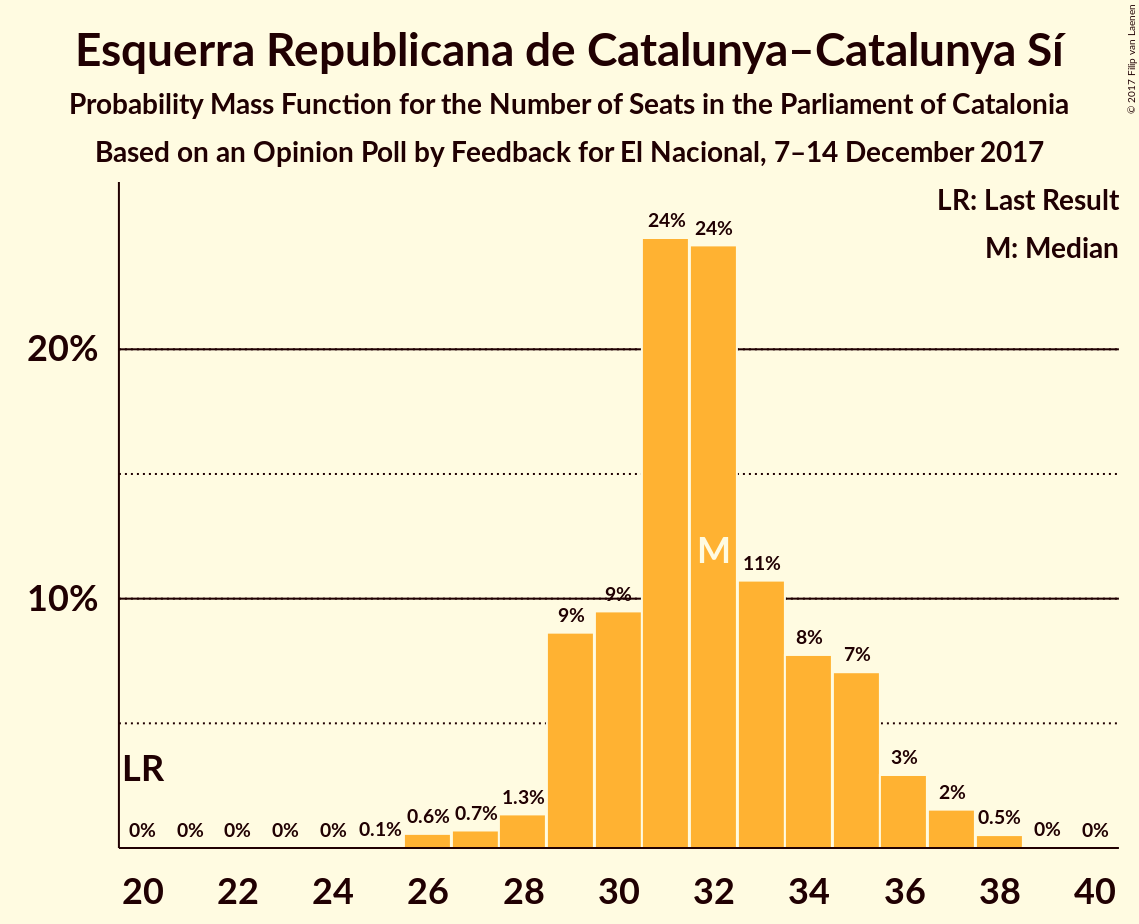 Esquerra Republicana de Catalunya–Catalunya Sí
Probability Mass Function for the Number of Seats in the Parliament of Catalonia
Based on an Opinion Poll by Feedback for El Nacional, 7–14 December 2017
© 2017 Filip van Laenen
LR: Last Result
M: Median
24%
24%
20%
M
11%
10%
9%
9%
8%
7%
LR
3%
2%
1.3%
0.6%
0.7%
0.5%
0%
0%
0%
0%
0%
0.1%
0%
0%
20 22 24 26 28 30 32 34 36 38 40